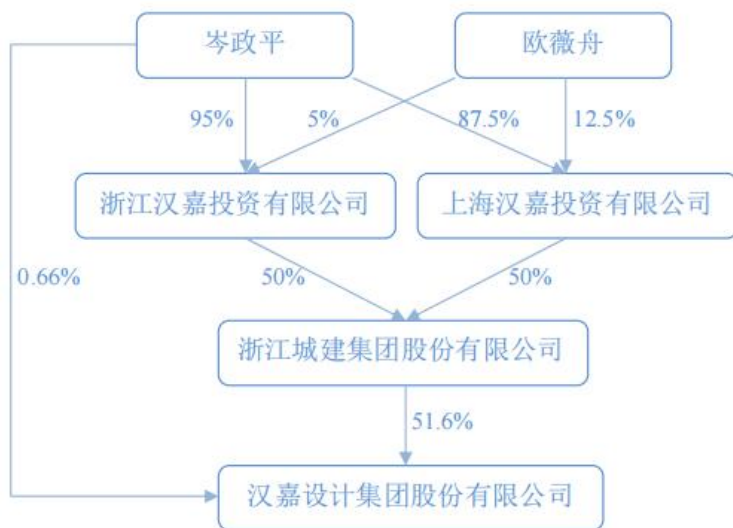 岑政平
欧薇舟
95%
5%
87.5%
12.5%
浙江汉嘉投资有限公司
上海汉嘉投资有限公司
0.66%
50%
50%
浙江城建集团股份有限公司
51.6%
汉嘉设计集团股份有限公司